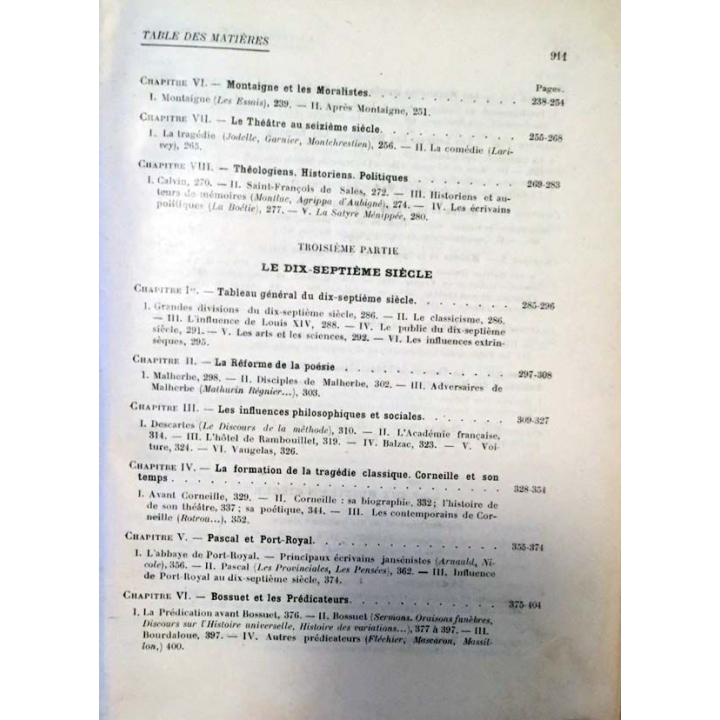 TABLE DES MATIÈRES
911
Pages.
CHAPITRE VI. — Montaigne et les Moralistes. . . . . . . . . . . 238-254
I. Montaigne (Les Essais), 239. — II. Après Montaigne, 251.
CHAPITRE VII. — Le Théâtre au seizième siècle. . . . . . . . . . 255-268
I. La tragédie (Jodelle, Garnier, Montchrestien), 256. — II. La comédie (Lari-
vey), 265.
CHAPITRE VIII. — Théologiens. Historiens. Politiques . . . . . . . 269-283
I. Calvin, 270. — II. Saint-François de Sales, 272. — III. Historiens et au-
teurs de mémoires (Montluc, Agrippa d'Aubigné), 274. — IV. Les écrivains
politiques (La Boétie), 277. — V. La Satyre Ménippée, 280.
TROISIÈME PARTIE
LE DIX-SEPTIÈME SIÈCLE
CHAPITRE Ier. — Tableau général du dix-septième siècle. . . . . . . . 285-296
I. Grandes divisions du dix-septième siècle, 286. — II. Le classicisme, 286.
— III. L'influence de Louis XIV, 288. — IV. Le public du dix-septième
siècle, 291. — V. Les arts et les sciences, 292. — VI. Les influences extrin-
sèques, 295.
CHAPITRE II. — La Réforme de la poésie . . . . . . . . . . . . 297-308
I. Malherbe, 298. — II. Disciples de Malherbe, 302. — III. Adversaires de
Malherbe (Mathurin Régnier...), 303.
CHAPITRE III. — Les influences philosophiques et sociales. . . . . . . 309-327
I. Descartes (Le Discours de la méthode), 310. — II. L'Académie française,
314. — III. L'hôtel de Rambouillet, 319. — IV. Balzac, 323. — V. Voi-
ture, 324. — VI. Vaugelas, 326.
CHAPITRE IV. — La formation de la tragédie classique. Corneille et son
temps . . . . . . . . . . . . . . . . . . . . . . . 328-354
I. Avant Corneille, 329. — II. Corneille : sa biographie, 332 ; l'histoire de
de son théâtre, 337 ; sa poétique, 344. — III. Les contemporains de Cor-
neille (Rotrou...), 352.
CHAPITRE V. — Pascal et Port-Royal. . . . . . . . . . . . . . 355-374
I. L'abbaye de Port-Royal. — Principaux écrivains jansénistes (Arnauld, Ni-
cole), 356. — II. Pascal (Les Provinciales, Les Pensées), 362. — III. Influence
de Port-Royal au dix-septième siècle, 374.
CHAPITRE VI. — Bossuet et les Prédicateurs. . . . . . . . . . . . 375-404
I. La Prédication avant Bossuet, 376. — II. Bossuet (Sermons. Oraisons funèbres,
Discours sur l'Histoire universelle, Histoire des variations...), 377 à 397. — III.
Bourdaloue, 397. — IV. Autres prédicateurs (Fléchier, Mascaron, Massil-
lon,) 400.